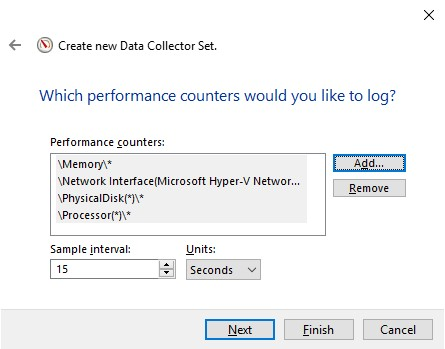 Create new Data Collector Set.
Which performance counters would you like to log?
Performance counters:
\Memory\*
\Network Interface(Microsoft Hyper-V Networ...
\PhysicalDisk(*)\*
\Processor(*)\*
Add...
Remove
Sample interval:
Units:
15
Seconds
Next
Finish
Cancel